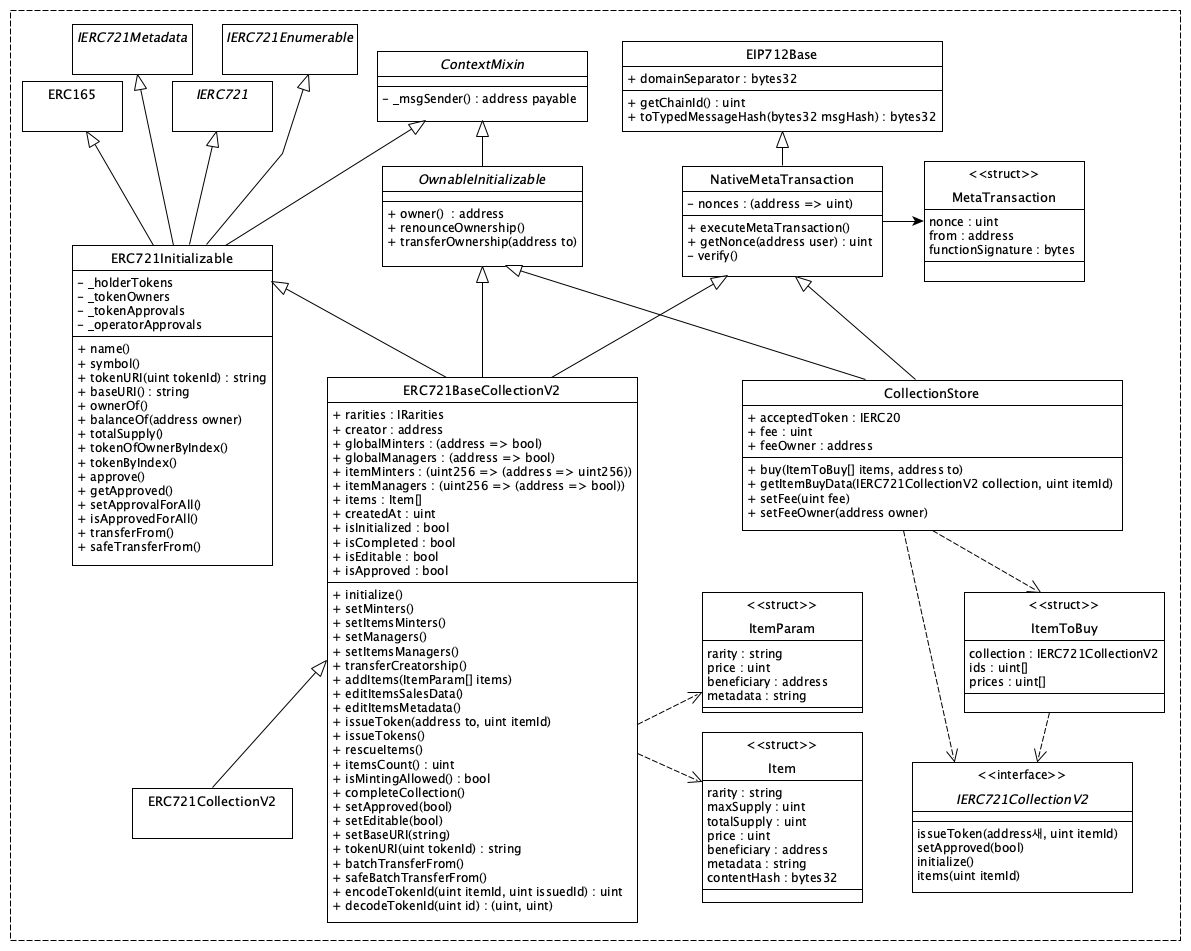 IERC721Metadata
IERC721Enumerable
ERC165
IERC721
ContextMixin
– _msgSender() : address payable
EIP712Base
+ domainSeparator : bytes32
+ getChainId() : uint
+ toTypedMessageHash(bytes32 msgHash) : bytes32
OwnableInitializable
+ owner()  : address
+ renounceOwnership()
+ transferOwnership(address to)
NativeMetaTransaction
– nonces : (address => uint)
+ executeMetaTransaction()
+ getNonce(address user) : uint
– verify()
<<struct>>
MetaTransaction
nonce : uint
from : address
functionSignature : bytes
ERC721Initializable
– _holderTokens
– _tokenOwners
– _tokenApprovals
– _operatorApprovals
+ name()
+ symbol()
+ tokenURI(uint tokenId) : string
+ baseURI() : string
+ ownerOf()
+ balanceOf(address owner)
+ totalSupply()
+ tokenOfOwnerByIndex()
+ tokenByIndex()
+ approve()
+ getApproved()
+ setApprovalForAll()
+ isApprovedForAll()
+ transferFrom()
+ safeTransferFrom()
ERC721BaseCollectionV2
+ rarities : IRarities
+ creator : address
+ globalMinters : (address => bool)
+ globalManagers : (address => bool)
+ itemMinters : (uint256 => (address => uint256))
+ itemManagers : (uint256 => (address => bool))
+ items : Item[]
+ createdAt : uint
+ isInitialized : bool
+ isCompleted : bool
+ isEditable : bool
+ isApproved : bool
+ initialize()
+ setMinters()
+ setItemsMinters()
+ setManagers()
+ setItemsManagers()
+ transferCreatorship()
+ addItems(ItemParam[] items)
+ editItemsSalesData()
+ editItemsMetadata()
+ issueToken(address to, uint itemId)
+ issueTokens()
+ rescueItems()
+ itemsCount() : uint
+ isMintingAllowed() : bool
+ completeCollection()
+ setApproved(bool)
+ setEditable(bool)
+ setBaseURI(string)
+ tokenURI(uint tokenId) : string
+ batchTransferFrom()
+ safeBatchTransferFrom()
+ encodeTokenId(uint itemId, uint issuedId) : uint
+ decodeTokenId(uint id) : (uint, uint)
CollectionStore
+ acceptedToken : IERC20
+ fee : uint
+ feeOwner : address
+ buy(ItemToBuy[] items, address to)
+ getItemBuyData(IERC721CollectionV2 collection, uint itemId)
+ setFee(uint fee)
+ setFeeOwner(address owner)
<<struct>>
ItemParam
rarity : string
price : uint
beneficiary : address
metadata : string
<<struct>>
ItemToBuy
collection : IERC721CollectionV2
ids : uint[]
prices : uint[]
<<struct>>
Item
rarity : string
maxSupply : uint
totalSupply : uint
price : uint
beneficiary : address
metadata : string
contentHash : bytes32
<<interface>>
IERC721CollectionV2
issueToken(address새, uint itemId)
setApproved(bool)
initialize()
items(uint itemId)
ERC721CollectionV2